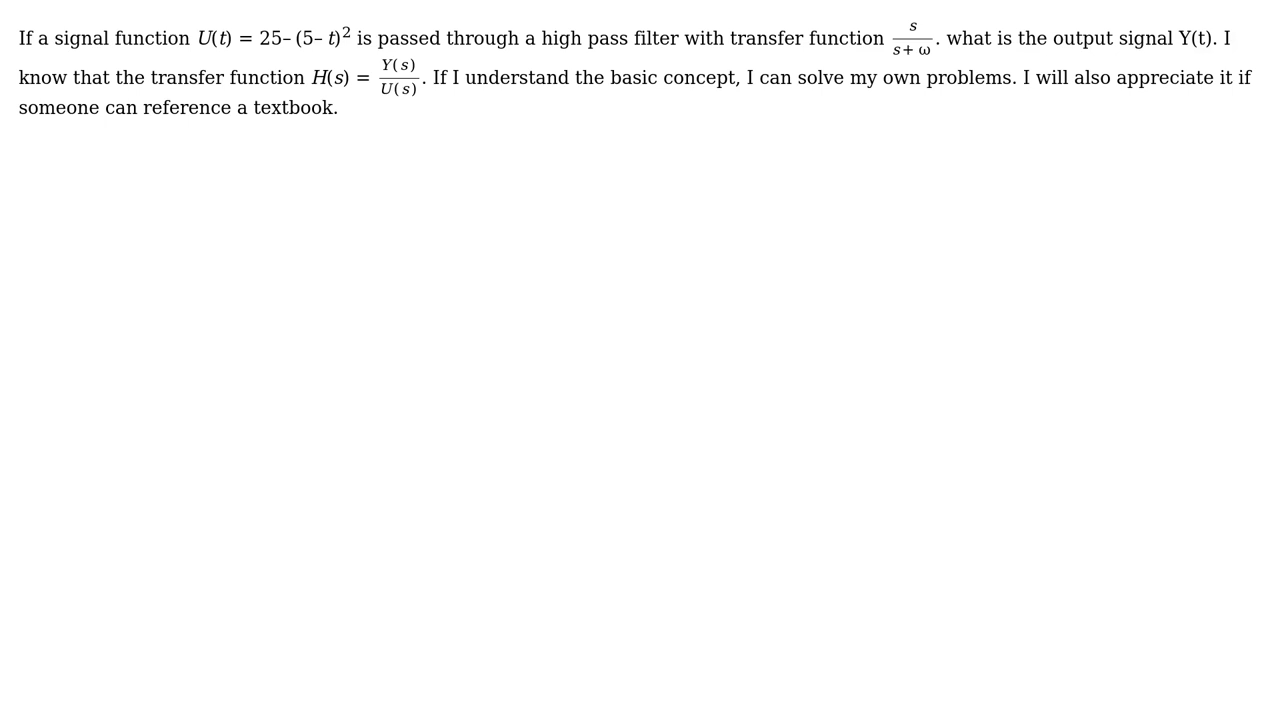 If a signal function U(t) = 25– (5– t)² is passed through a high pass filter with transfer function \frac{s}{s+ω}. what is the output signal Y(t). I
know that the transfer function H(s) = \frac{Y(s)}{U(s)}. If I understand the basic concept, I can solve my own problems. I will also appreciate it if
someone can reference a textbook.